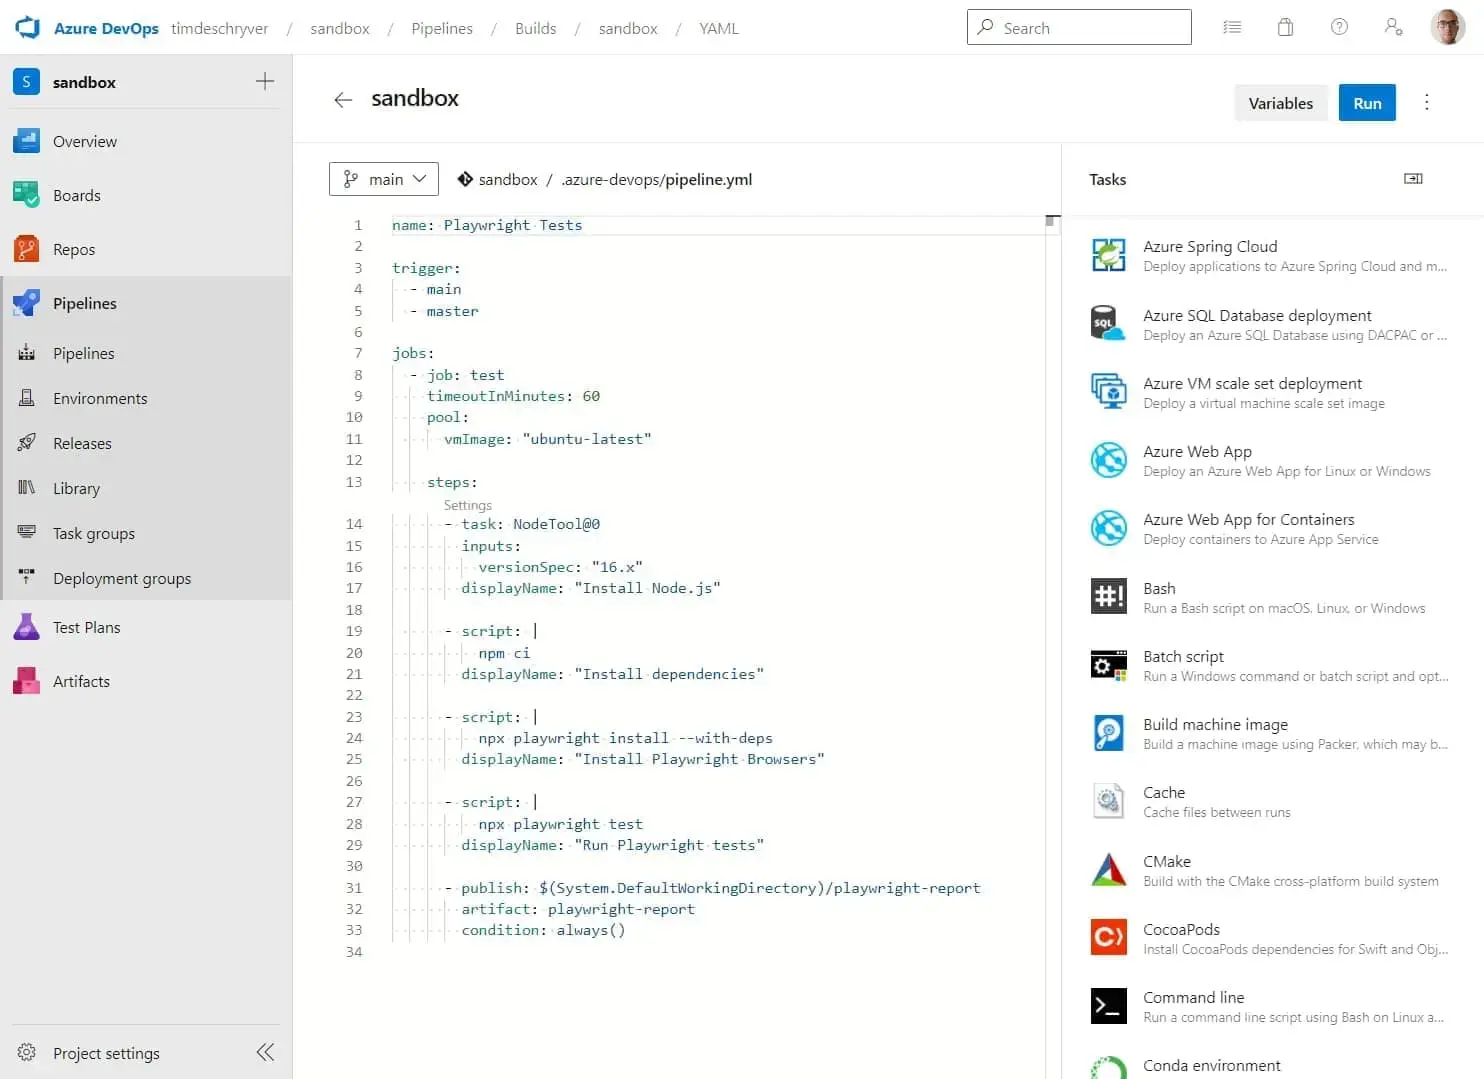 Azure DevOps timdeschryver / sandbox / Pipelines / Builds / sandbox / YAML
Search
S sandbox
Overview
Boards
Repos
Pipelines
Pipelines
Environments
Releases
Library
Task groups
Deployment groups
Test Plans
Artifacts
Project settings
sandbox
Variables
Run
main
sandbox / .azure-devops/pipeline.yml
1 name: Playwright Tests
2
3 trigger:
4 - main
5 - master
6
7 jobs:
8 - job: test
9 timeoutInMinutes: 60
10 pool:
11 vmImage: "ubuntu-latest"
12
13 steps:
Settings
14 - task: NodeTool@0
15 inputs:
16 versionSpec: "16.x"
17 displayName: "Install Node.js"
18
19 - script: |
20 npm ci
21 displayName: "Install dependencies"
22
23 - script: |
24 npx playwright install --with-deps
25 displayName: "Install Playwright Browsers"
26
27 - script: |
28 npx playwright test
29 displayName: "Run Playwright tests"
30
31 - publish: $(System.DefaultWorkingDirectory)/playwright-report
32 artifact: playwright-report
33 condition: always()
34
Tasks
Azure Spring Cloud
Deploy applications to Azure Spring Cloud and m...
SQL
Azure SQL Database deployment
Deploy an Azure SQL Database using DACPAC or ...
Azure VM scale set deployment
Deploy a virtual machine scale set image
Azure Web App
Deploy an Azure Web App for Linux or Windows
Azure Web App for Containers
Deploy containers to Azure App Service
#!
Bash
Run a Bash script on macOS, Linux, or Windows
Batch script
Run a Windows command or batch script and opt...
Build machine image
Build a machine image using Packer, which may b...
Cache
Cache files between runs
CMake
Build with the CMake cross-platform build system
CocoaPods
Install CocoaPods dependencies for Swift and Obj...
Command line
Run a command line script using Bash on Linux a...
Conda environment